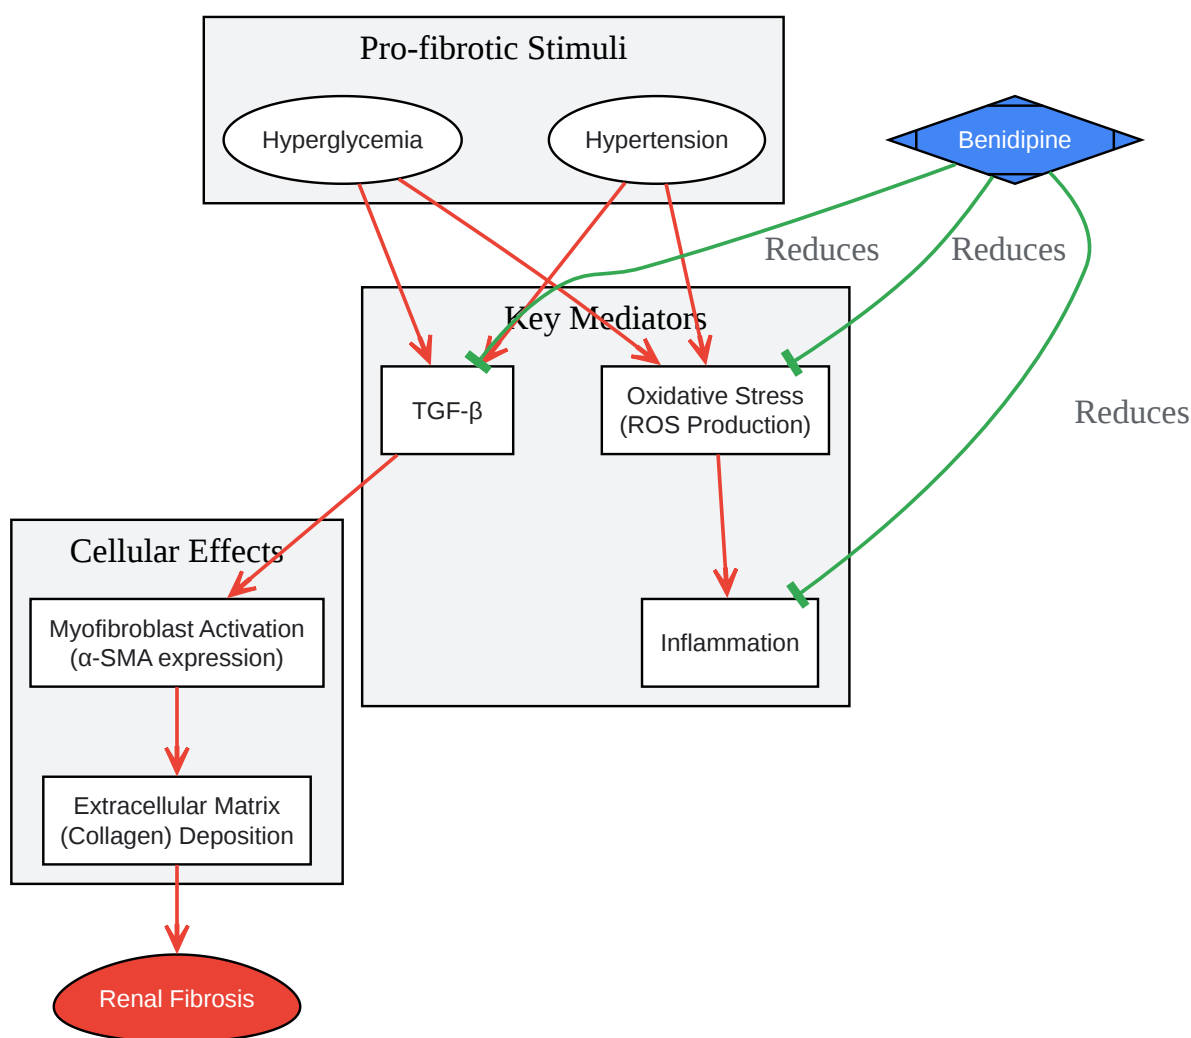 Pro-fibrotic Stimuli
Hyperglycemia
Hypertension
Benidipine
Reduces
Reduces
Key Mediators
TGF-β
Oxidative Stress
(ROS Production)
Reduces
Cellular Effects
Myofibroblast Activation
(α-SMA expression)
Inflammation
Extracellular Matrix
(Collagen) Deposition
Renal Fibrosis